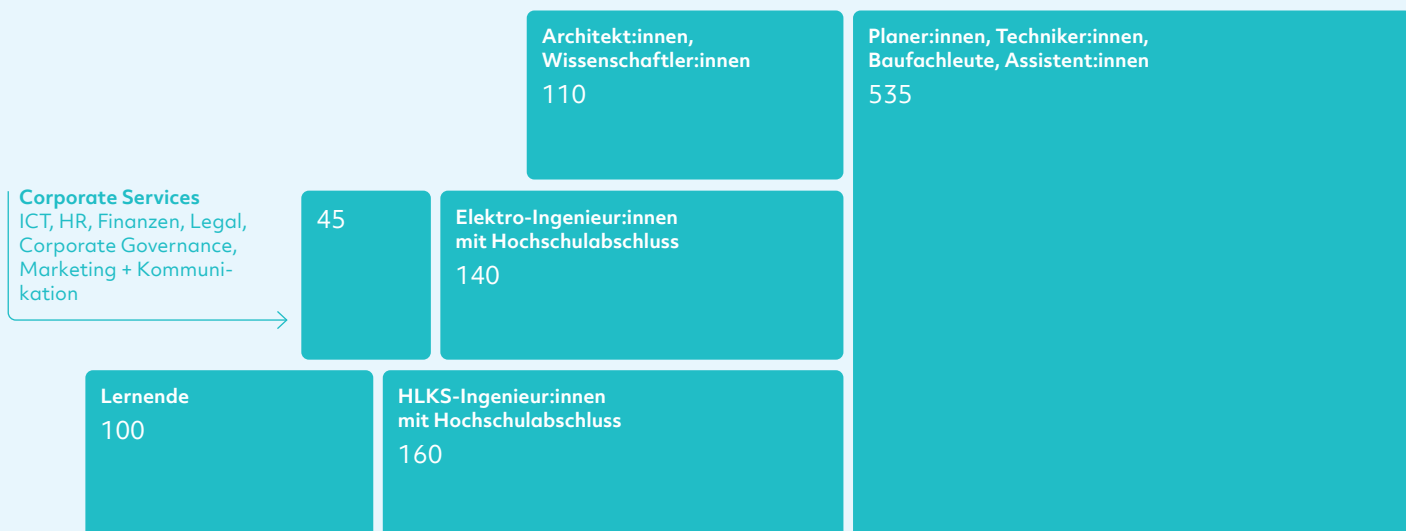 Architekt:innen,
Wissenschaftler:innen
110
Planer:innen, Techniker:innen,
Baufachleute, Assistent:innen
535
Corporate Services
ICT, HR, Finanzen, Legal,
Corporate Governance,
Marketing + Kommuni-
kation
45
Elektro-Ingenieur:innen
mit Hochschulabschluss
140
Lernende
100
HLKS-Ingenieur:innen
mit Hochschulabschluss
160